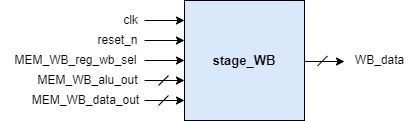 clk
reset_n
MEM_WB_reg_wb_sel
MEM_WB_alu_out
MEM_WB_data_out
stage_WB
WB_data